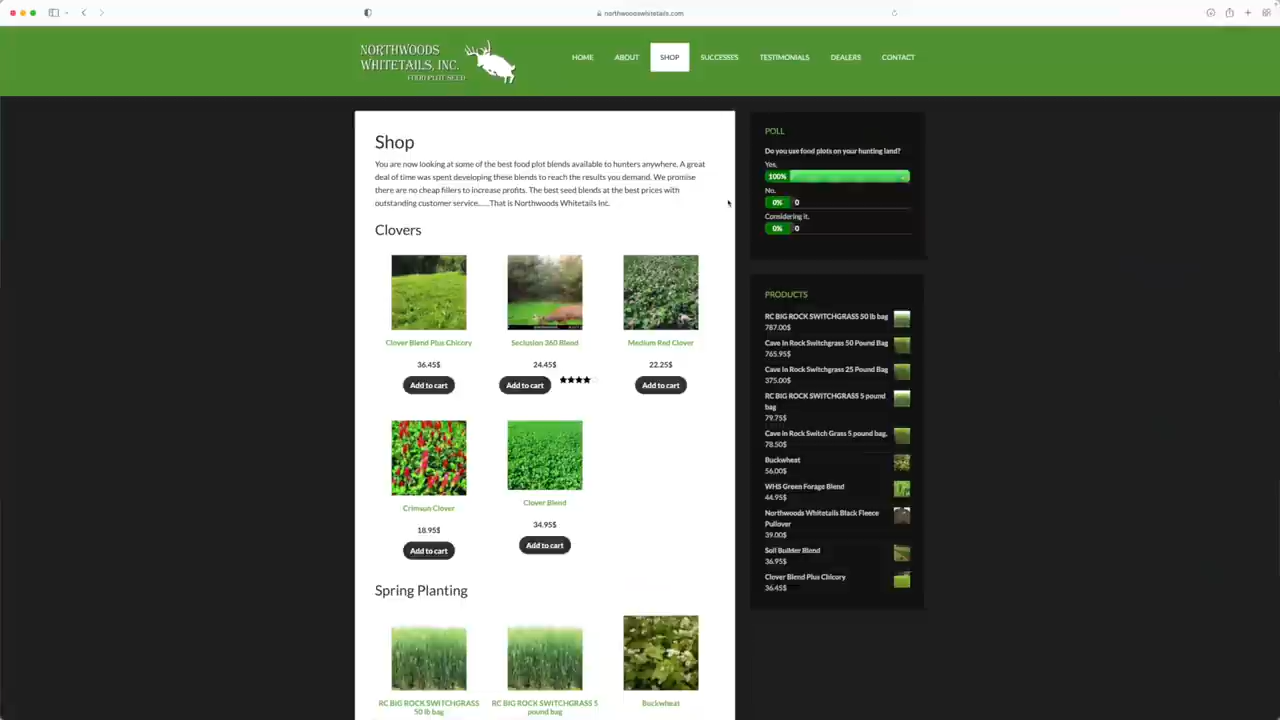 northwoodswhitetails.com
NORTHWOODS
WHITETAILS, INC.
FOOD PLOT SEED
HOME ABOUT SHOP SUCCESSES TESTIMONIALS DEALERS CONTACT
Shop
You are now looking at some of the best food plot blends available to hunters anywhere. A great
deal of time was spent developing these blends to reach the results you demand. We promise
there are no cheap fillers to increase profits. The best seed blends at the best prices with
outstanding customer service......That is Northwoods Whitetails Inc.
Clovers
Clover Blend Plus Chicory
36.45$
Add to cart
Seclusion 360 Blend
24.45$
Add to cart
Medium Red Clover
22.25$
Add to cart
Crimson Clover
18.95$
Add to cart
Clover Blend
34.95$
Add to cart
Spring Planting
RC BIG ROCK SWITCHGRASS
50 lb bag
RC BIG ROCK SWITCHGRASS 5
pound bag
Buckwheat
POLL
Do you use food plots on your hunting land?
Yes.
100%
No.
0% 0
Considering it.
0% 0
PRODUCTS
RC BIG ROCK SWITCHGRASS 50 lb bag
787.00$
Cave In Rock Switchgrass 50 Pound Bag
765.95$
Cave in Rock Switchgrass 25 Pound Bag
375.00$
RC BIG ROCK SWITCHGRASS 5 pound
bag
79.75$
Cave in Rock Switch Grass 5 pound bag.
78.50$
Buckwheat
56.00$
WHS Green Forage Blend
44.95$
Northwoods Whitetails Black Fleece
Pullover
39.00$
Soil Builder Blend
36.95$
Clover Blend Plus Chicory
36.45$